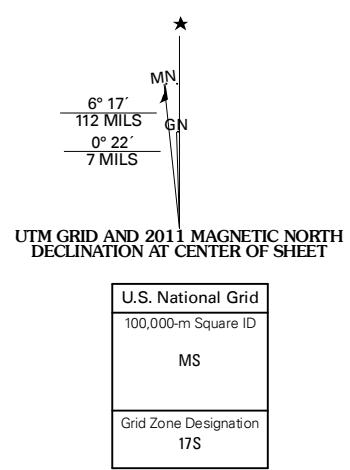 ★
MN
6° 17´
112 MILS
GN
0° 22´
7 MILS
UTM GRID AND 2011 MAGNETIC NORTH
DECLINATION AT CENTER OF SHEET
U.S. National Grid
100,000-m Square ID
MS
Grid Zone Designation
17S